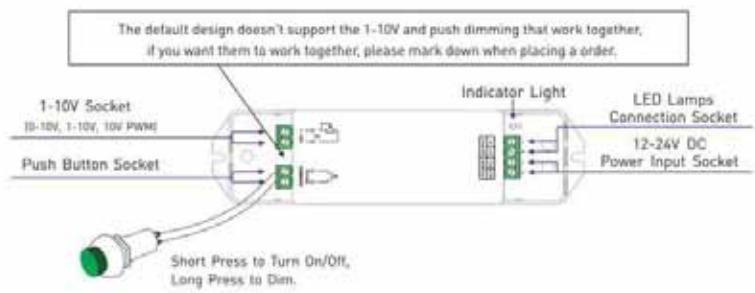 The default design doesn't support the 1-10V and push dimming that work together,
if you want them to work together, please mark down when placing a order.
Indicator Light
1-10V Socket
(0-10V, 1-10V, 10V PWM)
Push Button Socket
LED Lamps
Connection Socket
12-24V DC
Power Input Socket
Short Press to Turn On/Off,
Long Press to Dim.